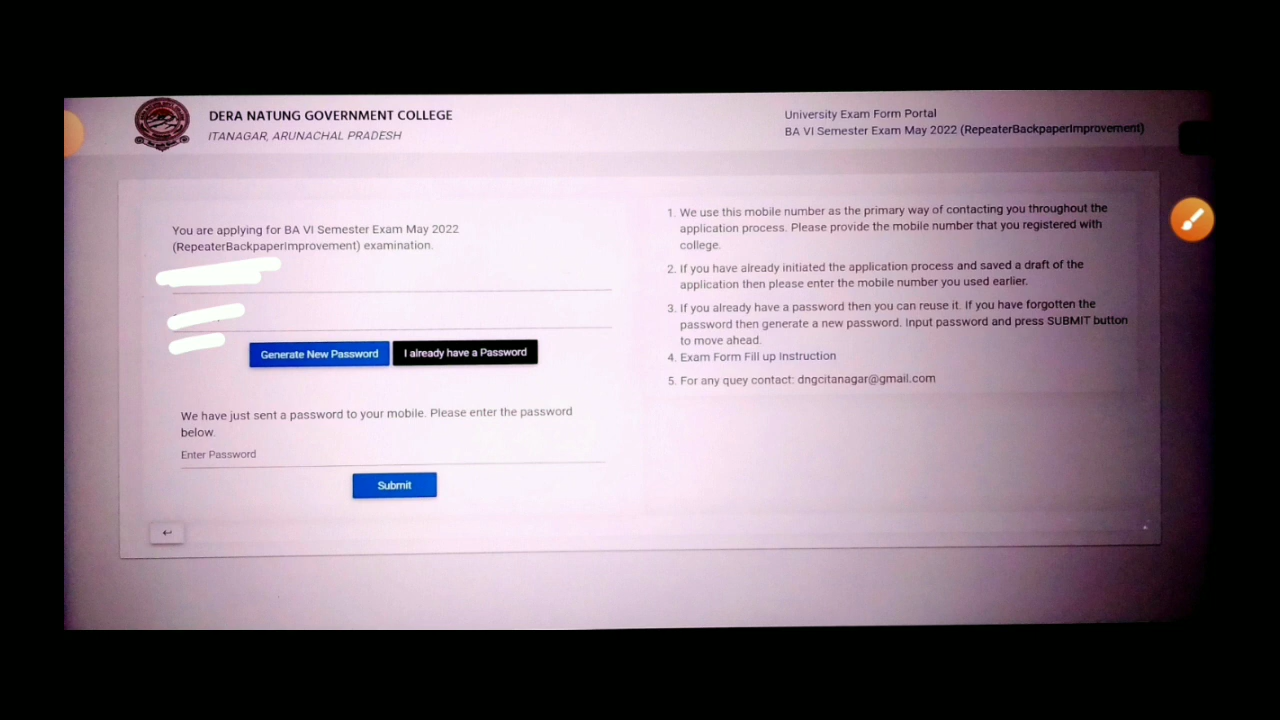 DERA NATUNG GOVERNMENT COLLEGE
ITANAGAR, ARUNACHAL PRADESH
University Exam Form Portal
BA VI Semester Exam May 2022 (RepeaterBackpaperImprovement)
You are applying for BA VI Semester Exam May 2022
(RepeaterBackpaperImprovement) examination.
Generate New Password
I already have a Password
We have just sent a password to your mobile. Please enter the password
below.
Enter Password
Submit
1. We use this mobile number as the primary way of contacting you throughout the
application process. Please provide the mobile number that you registered with
college.
2. If you have already initiated the application process and saved a draft of the
application then please enter the mobile number you used earlier.
3. If you already have a password then you can reuse it. If you have forgotten the
password then generate a new password. Input password and press SUBMIT button
to move ahead.
4. Exam Form Fill up Instruction
5. For any quey contact: dngcitanagar@gmail.com